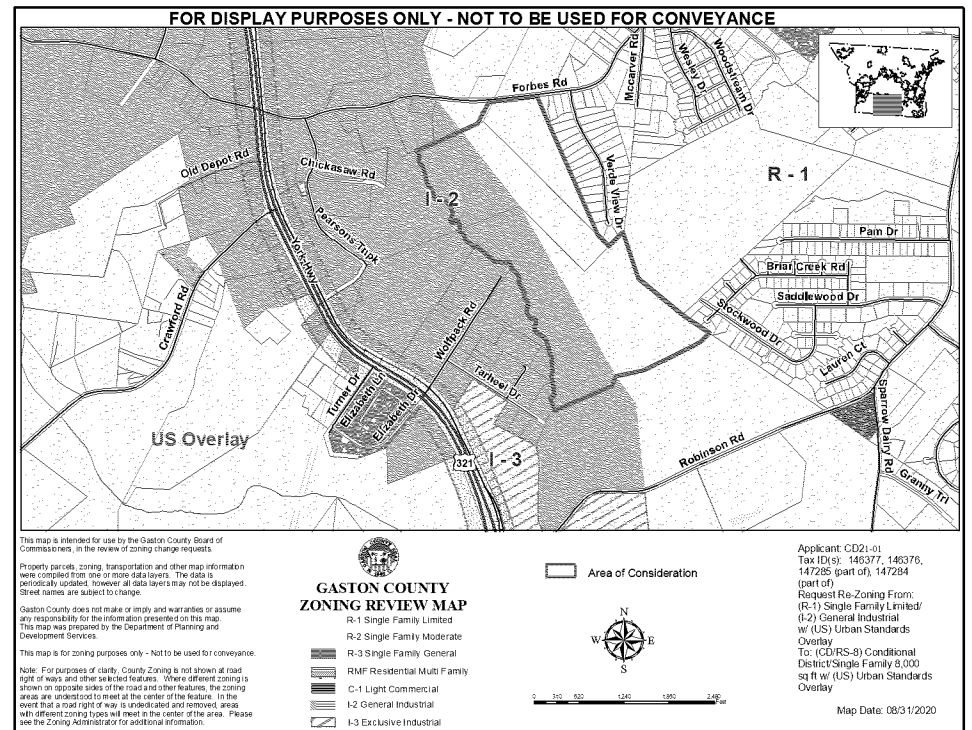 FOR DISPLAY PURPOSES ONLY - NOT TO BE USED FOR CONVEYANCE
Forbes Rd
Mccarver Rd
Wesley Dr
Woodstream Dr
Old Depot Rd
Chickasaw Rd
Verde View Dr
R - 1
I - 2
Pearsons Tnpk
York Hwy
Pam Dr
Briar Creek Rd
Saddlewood Dr
Stockwood Dr
Crawford Rd
Wolfpack Rd
Lauren Ct
Tarheel Dr
Turner Dr
Elizabeth Ln
Elizabeth Dr
Sparrow Dairy Rd
US Overlay
321
I - 3
Robinson Rd
Granny Trl
This map is intended for use by the Gaston County Board of
Commissioners, in the review of zoning change requests.
Property parcels, zoning, transportation and other map information
were compiled from one or more data layers. The data is
periodically updated, however all data layers may not be displayed.
Street names are subject to change.
Gaston County does not make or imply and warranties or assume
any responsibility for the information presented on this map.
This map was prepared by the Department of Planning and
Development Services.
This map is for zoning purposes only - Not to be used for conveyance.
Note: For purposes of clarity, County Zoning is not shown at road
right of ways and other selected features. Where different zoning is
shown on opposite sides of the road and other features, the zoning
areas are understood to meet at the center of the feature. In the
event that a road right of way is undedicated and removed, areas
with different zoning types will meet in the center of the area. Please
see the Zoning Administrator for additional information.
GASTON COUNTY
ZONING REVIEW MAP
R-1 Single Family Limited
R-2 Single Family Moderate
R-3 Single Family General
RMF Residential Multi Family
C-1 Light Commercial
I-2 General Industrial
I-3 Exclusive Industrial
Area of Consideration
N
W E
S
0 310 620 1,240 1,860 2,480
Feet
Applicant: CD21-01
Tax ID(s): 146377, 146376,
147285 (part of), 147284
(part of)
Request Re-Zoning From:
(R-1) Single Family Limited/
(I-2) General Industrial
w/ (US) Urban Standards
Overlay
To: (CD/RS-8) Conditional
District/Single Family 8,000
sq ft w/ (US) Urban Standards
Overlay
Map Date: 08/31/2020